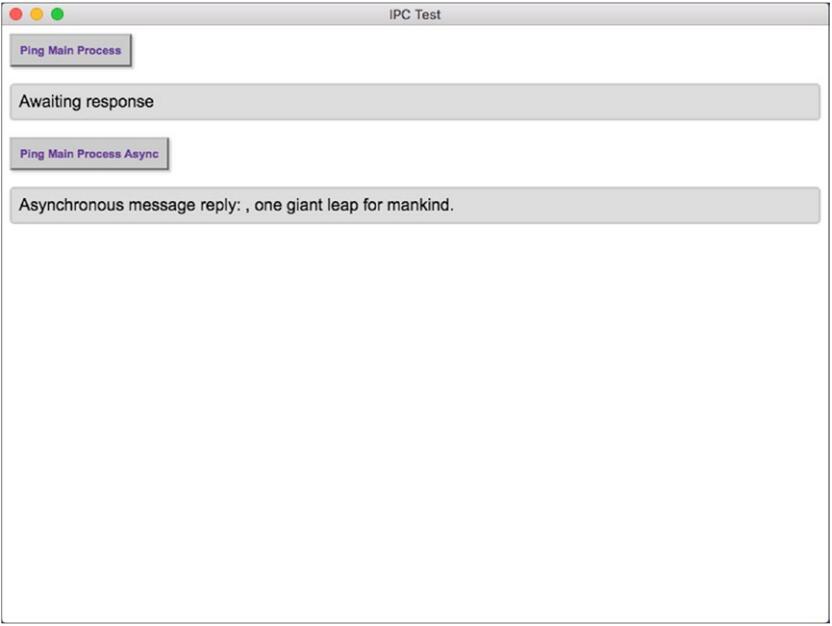 IPC Test
Ping Main Process
Awaiting response
Ping Main Process Async
Asynchronous message reply: , one giant leap for mankind.